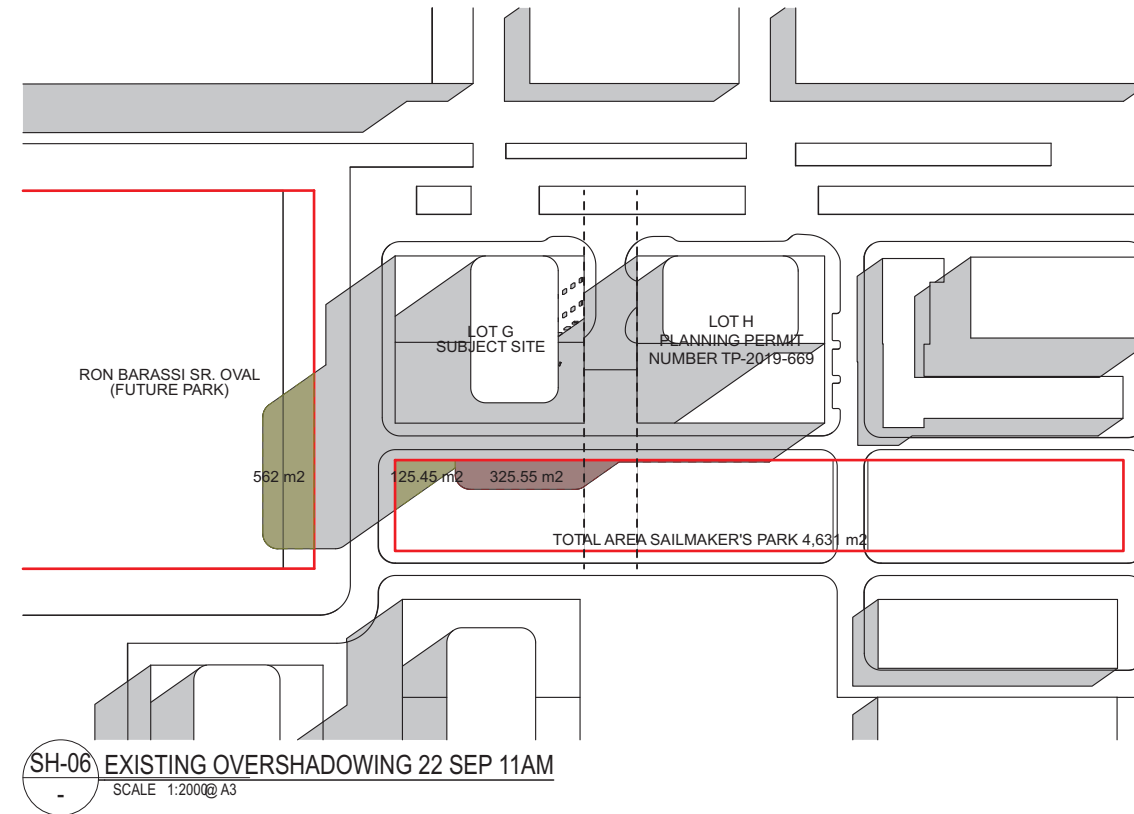 LOT G
SUBJECT SITE
LOT H
PLANNING PERMIT
NUMBER TP-2019-669
RON BARASSI SR. OVAL
(FUTURE PARK)
562 m2
125.45 m2
325.55 m2
TOTAL AREA SAILMAKER'S PARK 4,631 m2
SH-06
-
EXISTING OVERSHADOWING 22 SEP 11AM
SCALE 1:2000@ A3